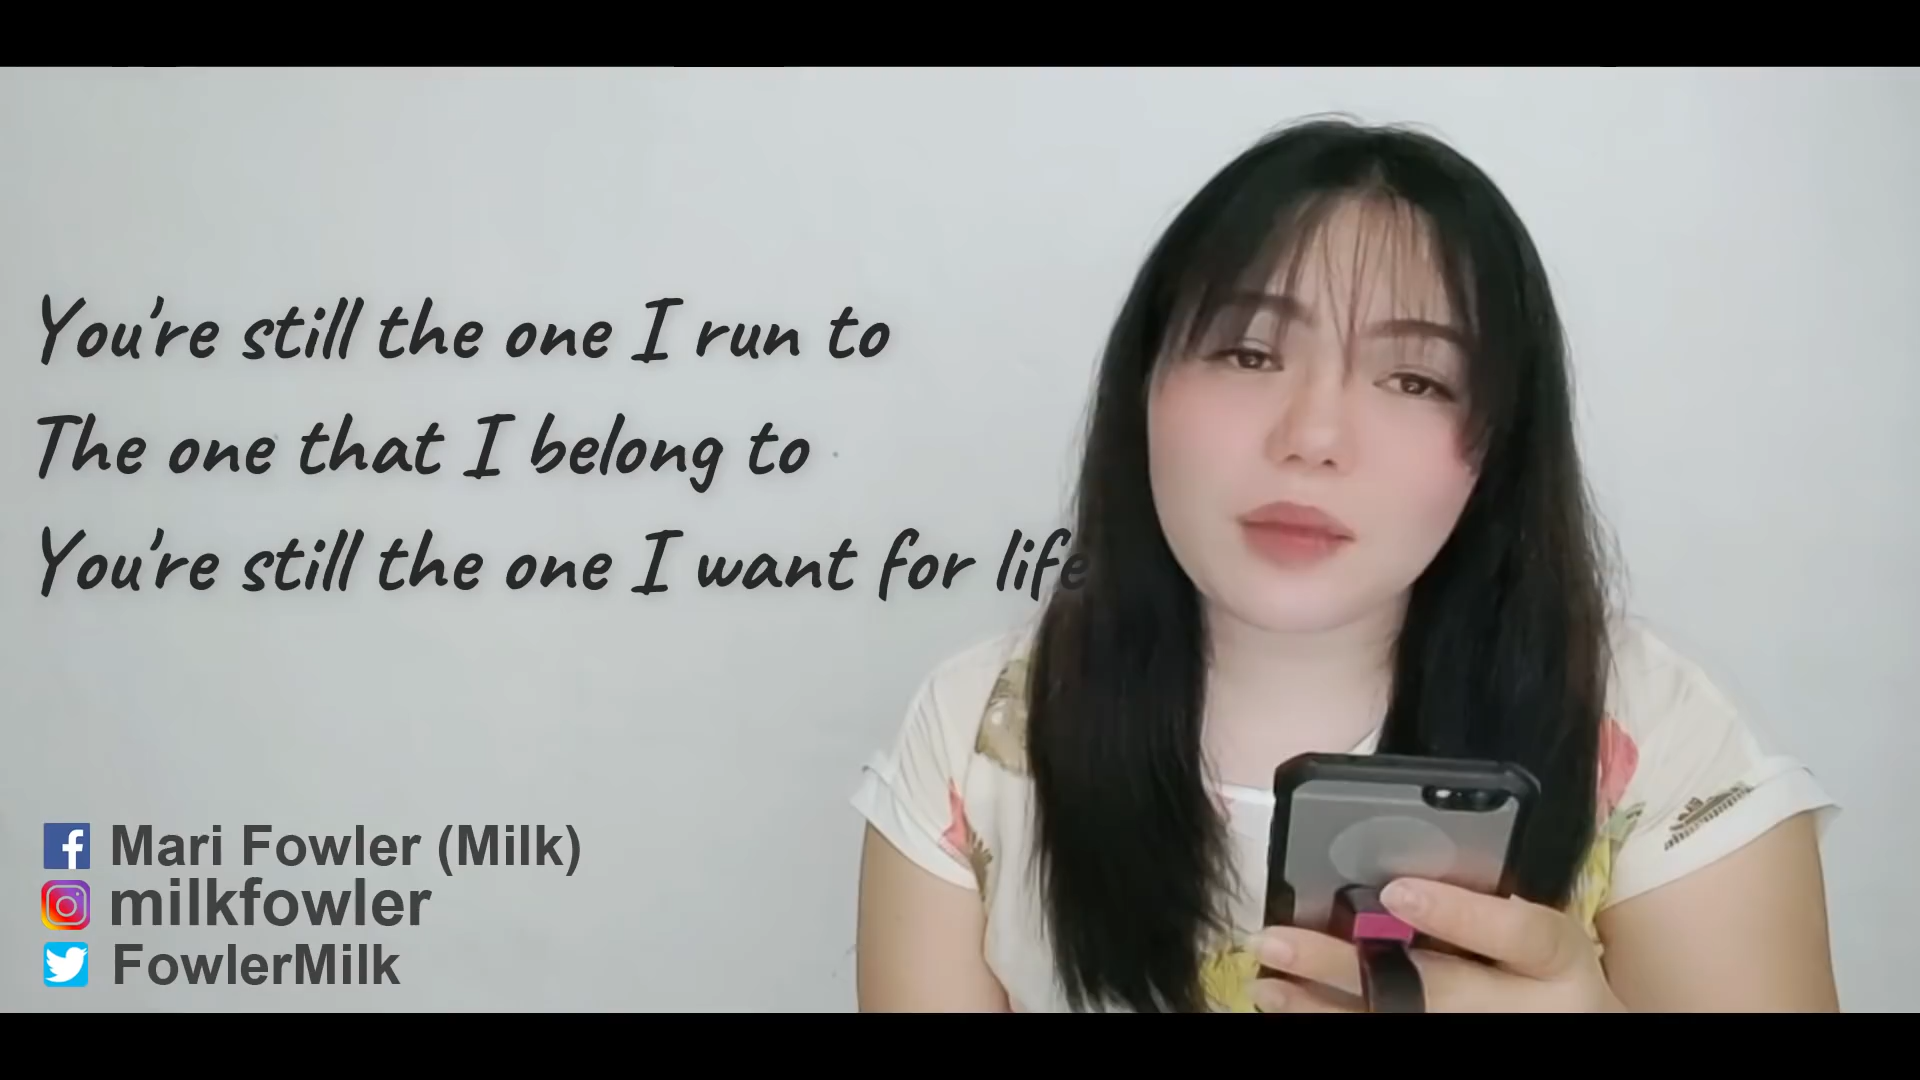 You're still the one I run to
The one that I belong to
You're still the one I want for life
Mari Fowler (Milk)
milkfowler
FowlerMilk